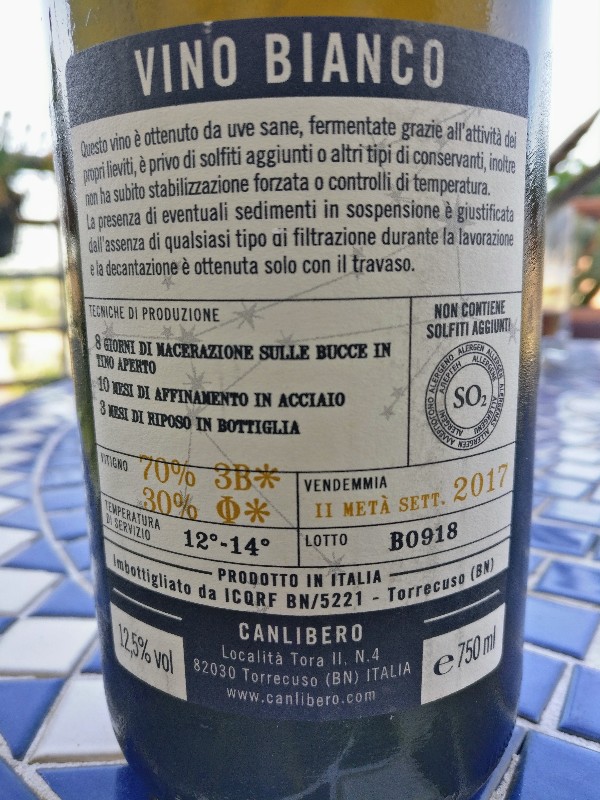 VINO BIANCO
Questo vino è ottenuto da uve sane, fermentate grazie all'attività dei
propri lieviti, è privo di solfiti aggiunti o altri tipi di conservanti, inoltre
non ha subito stabilizzazione forzata o controlli di temperatura.
La presenza di eventuali sedimenti in sospensione è giustificata
dall'assenza di qualsiasi tipo di filtrazione durante la lavorazione
e la decantazione è ottenuta solo con il travaso.
TECNICHE DI PRODUZIONE
8 GIORNI DI MACERAZIONE SULLE BUCCE IN
TINO APERTO
10 MESI DI AFFINAMENTO IN ACCIAIO
3 MESI DI RIPOSO IN BOTTIGLIA
NON CONTIENE
SOLFITI AGGIUNTI
ALLERGENO ALERGEN ALLERGEN
SO₂
VITIGNO 70% 3B*
30% Φ*
VENDEMMIA
II METÀ SETT. 2017
TEMPERATURA
DI SERVIZIO 12°-14°
LOTTO B0918
PRODOTTO IN ITALIA
Imbottigliato da ICQRF BN/5221 - Torrecuso (BN)
CANLIBERO
Località Tora II, N.4
82030 Torrecuso (BN) ITALIA
www.canlibero.com
12,5% vol
e 750 ml